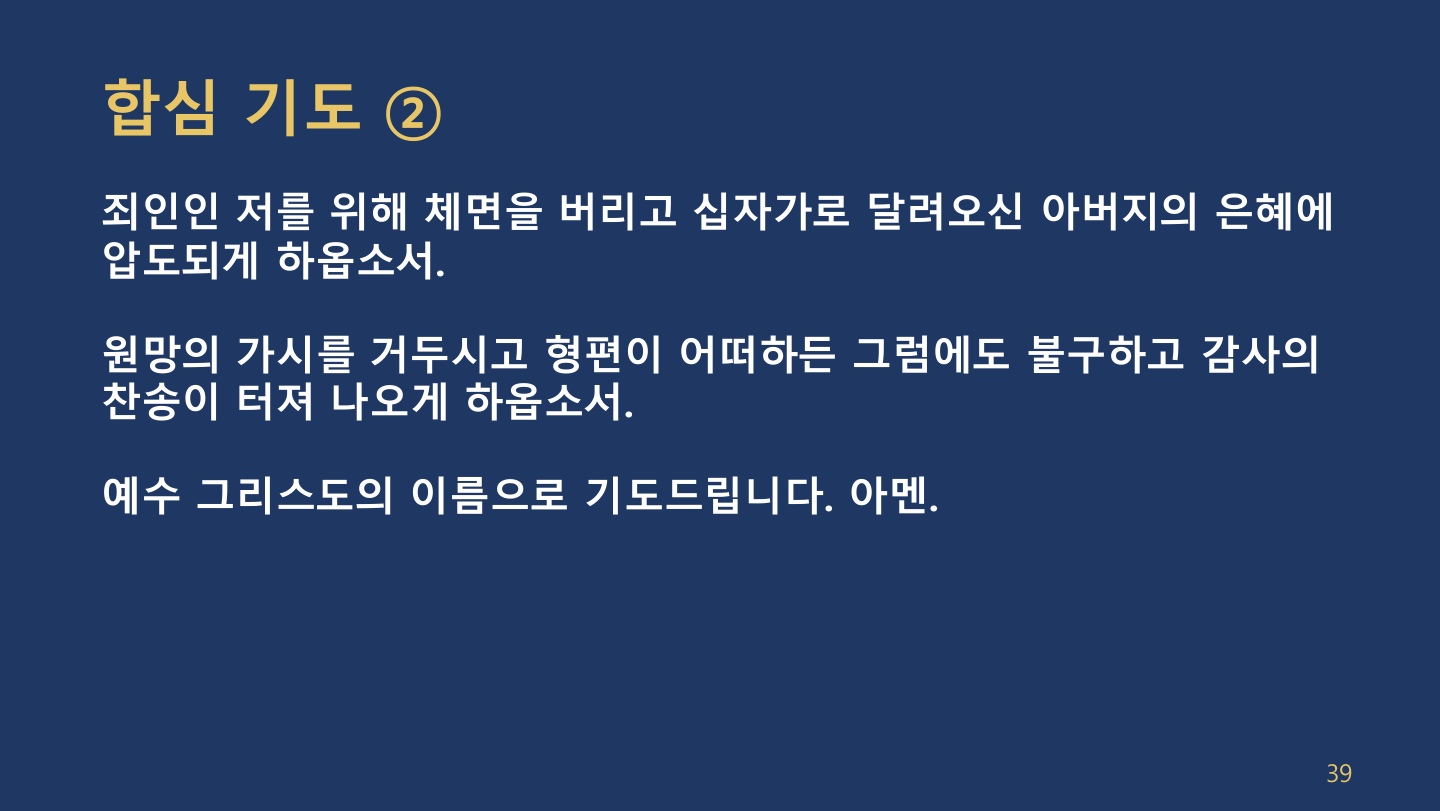 합심 기도 ②
죄인인 저를 위해 체면을 버리고 십자가로 달려오신 아버지의 은혜에
압도되게 하옵소서.
원망의 가시를 거두시고 형편이 어떠하든 그럼에도 불구하고 감사의
찬송이 터져 나오게 하옵소서.
예수 그리스도의 이름으로 기도드립니다. 아멘.
39